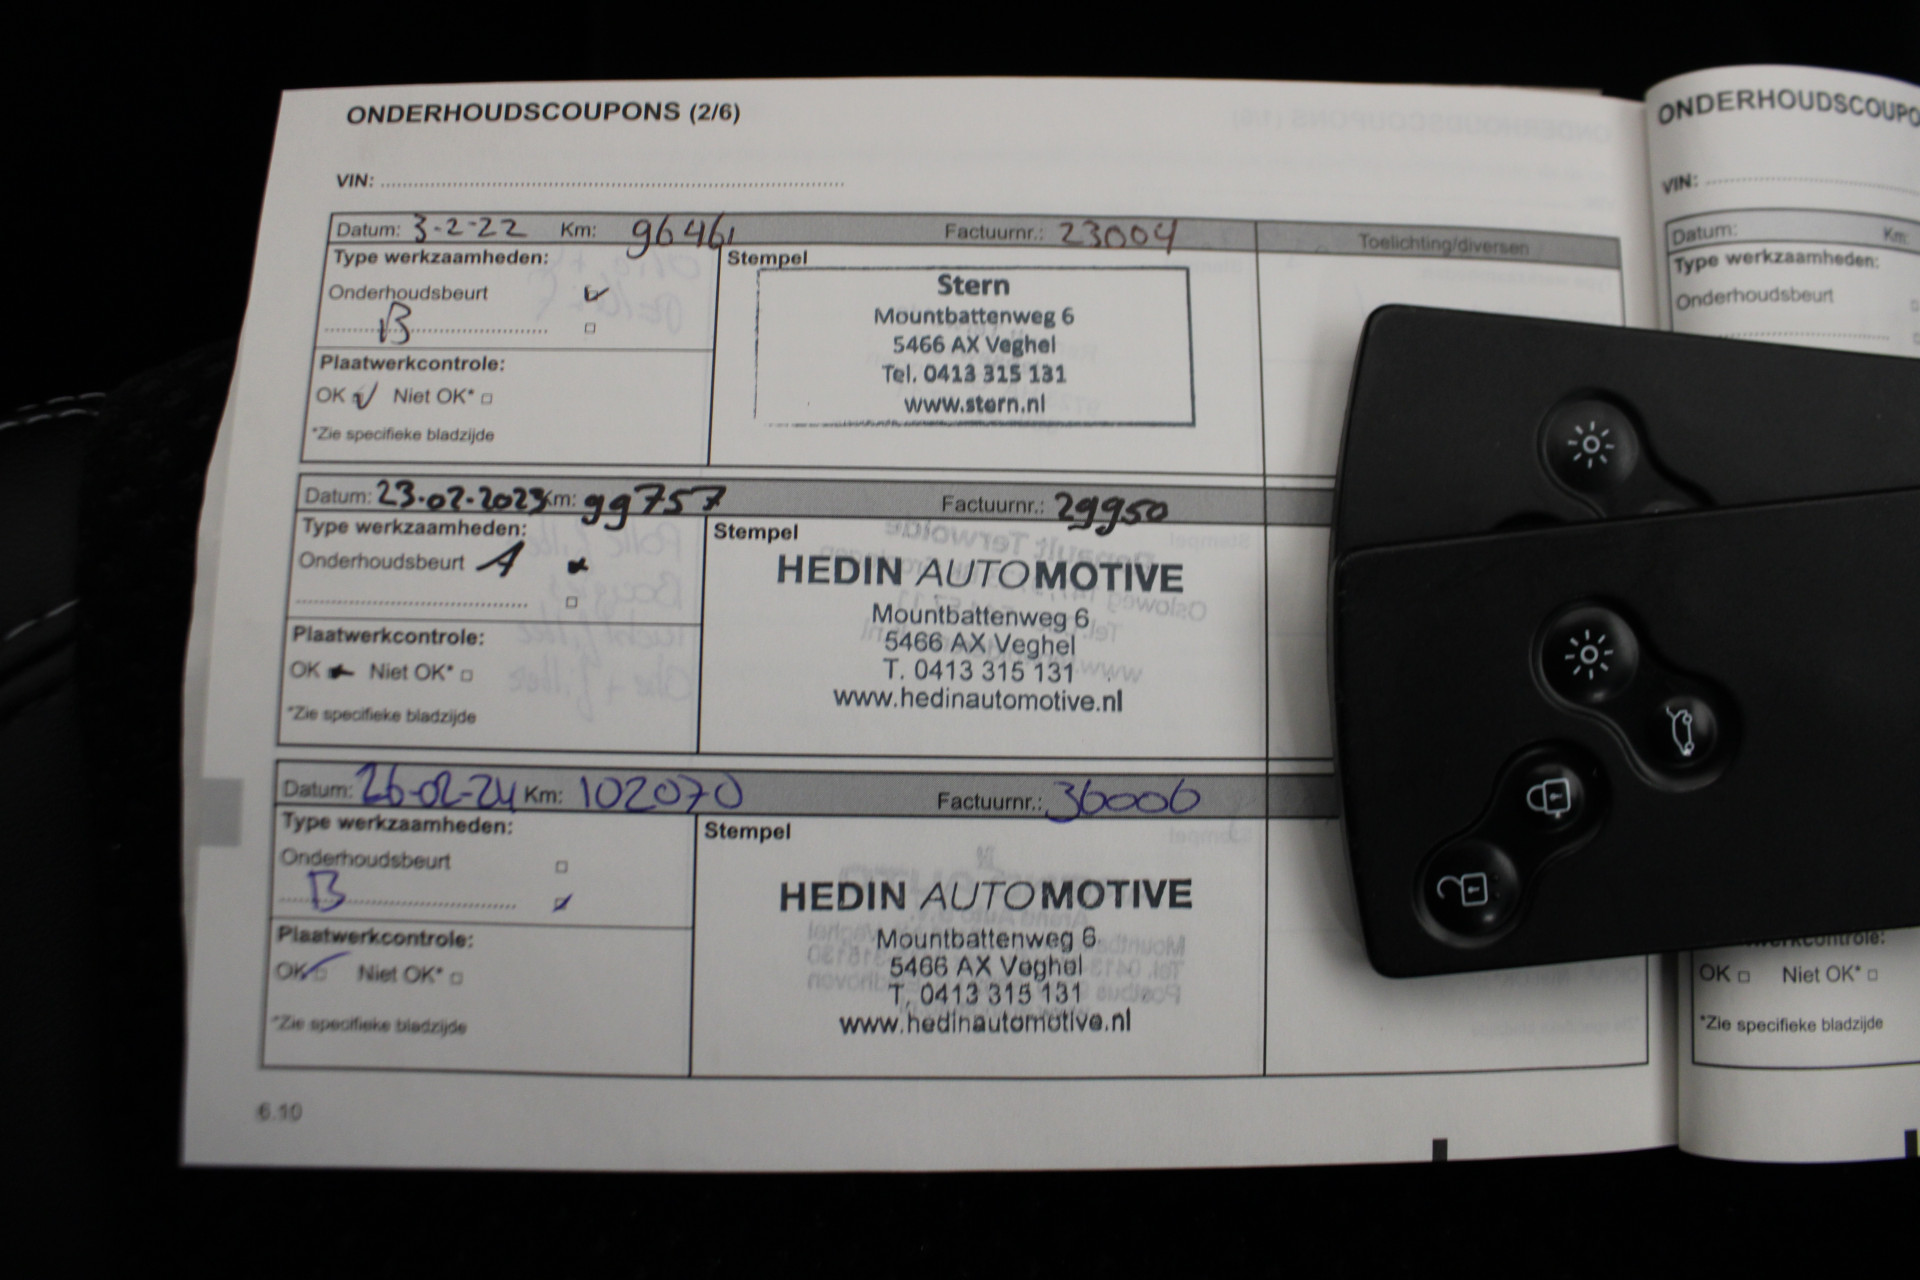 ONDERHOUDSCOUPONS (2/6)
VIN:
Datum: 3-2-22 Km: 96461 Factuurnr.: 23004 Toelichting/diversen
Type werkzaamheden:
Stempel
Onderhoudsbeurt
B
Plaatwerkcontrole:
OK Niet OK*
*Zie specifieke bladzijde
Stern
Mountbattenweg 6
5466 AX Veghel
Tel. 0413 315 131
www.stern.nl
Datum: 23-02-2023 Km: 99757 Factuurnr.: 29950
Type werkzaamheden:
Stempel
Onderhoudsbeurt A
Plaatwerkcontrole:
OK Niet OK*
*Zie specifieke bladzijde
HEDIN AUTOMOTIVE
Mountbattenweg 6
5466 AX Veghel
T. 0413 315 131
www.hedinautomotive.nl
Datum: 26-02-24 Km: 102070 Factuurnr.: 36006
Type werkzaamheden:
Stempel
Onderhoudsbeurt
B
Plaatwerkcontrole:
OK Niet OK*
*Zie specifieke bladzijde
HEDIN AUTOMOTIVE
Mountbattenweg 6
5466 AX Veghel
T. 0413 315 131
www.hedinautomotive.nl
6.10
ONDERHOUDSCOUPO
VIN:
Datum: Km:
Type werkzaamheden:
Onderhoudsbeurt
OK Niet OK*
*Zie specifieke bladzijde